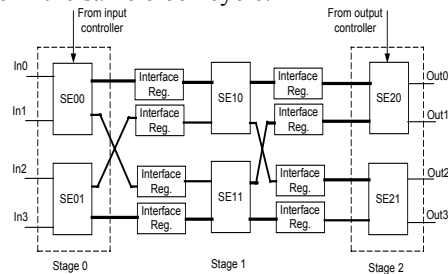 From input
controller
From output
controller
In0
In1
In2
In3
SE00
SE01
Interface
Reg.
Interface
Reg.
Interface
Reg.
Interface
Reg.
SE10
SE11
Interface
Reg.
Interface
Reg.
Interface
Reg.
Interface
Reg.
SE20
SE21
Out0
Out1
Out2
Out3
Stage 0
Stage 1
Stage 2